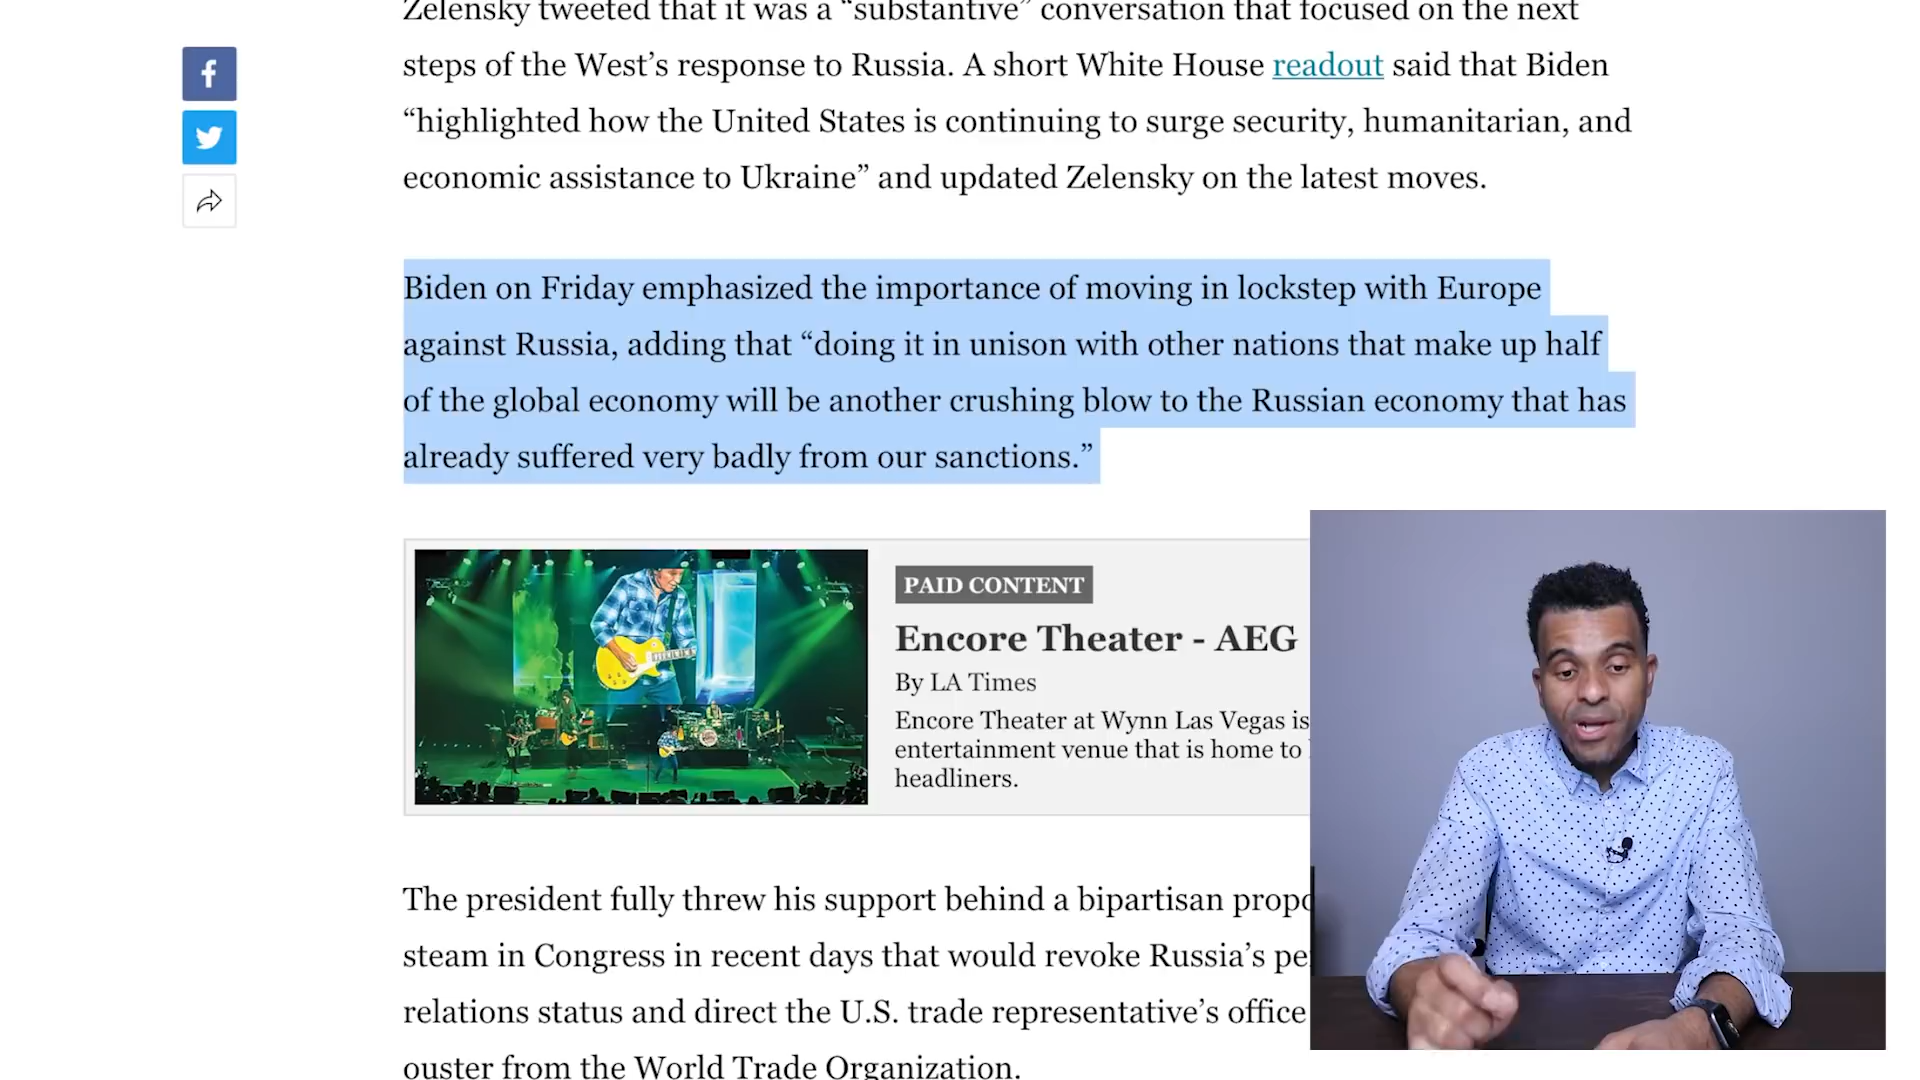 Zelensky tweeted that it was a “substantive” conversation that focused on the next
steps of the West’s response to Russia. A short White House readout said that Biden
“highlighted how the United States is continuing to surge security, humanitarian, and
economic assistance to Ukraine” and updated Zelensky on the latest moves.
Biden on Friday emphasized the importance of moving in lockstep with Europe
against Russia, adding that “doing it in unison with other nations that make up half
of the global economy will be another crushing blow to the Russian economy that has
already suffered very badly from our sanctions.”
PAID CONTENT
Encore Theater - AEG
By LA Times
Encore Theater at Wynn Las Vegas is
entertainment venue that is home to
headliners.
The president fully threw his support behind a bipartisan
steam in Congress in recent days that would revoke Russia’s
relations status and direct the U.S. trade representative’s office
ouster from the World Trade Organization.